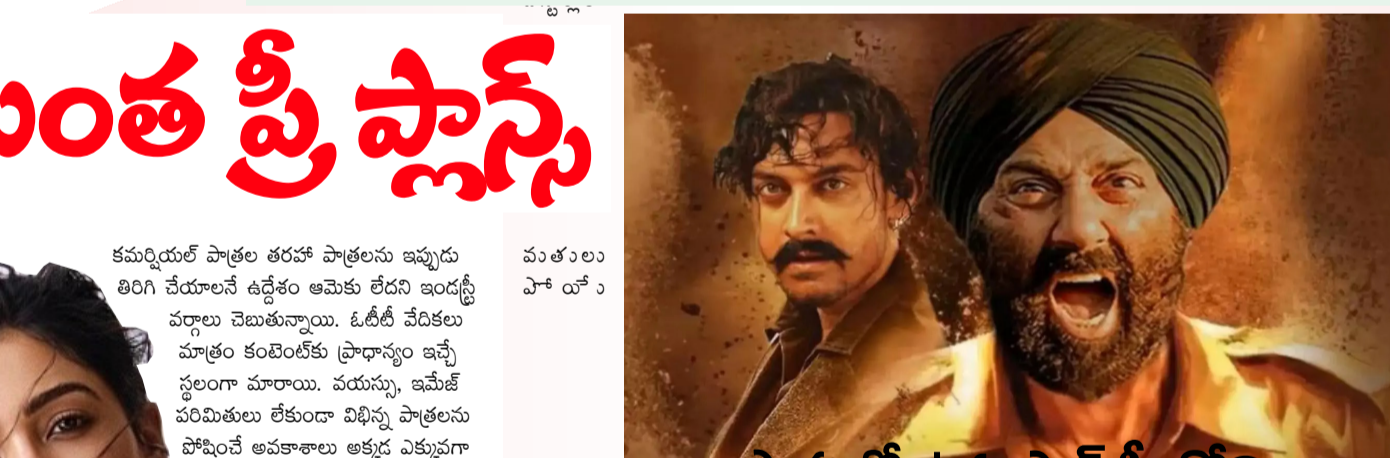 ప్రీ ప్లాన్స్
కమర్షియల్ పాత్రల తరహా పాత్రలను ఇప్పుడు
తిరిగి చేయాలనే ఉద్దేశం ఆమెకు లేదని ఇండస్ట్రీ
వర్గాలు చెబుతున్నాయి. ఓటీటీ వేదికలు
మాత్రం కంటెంట్‌కు ప్రాధాన్యం ఇచ్చే
స్థలంగా మారాయి. వయస్సు, ఇమేజ్
పరిమితులు లేకుండా విభిన్న పాత్రలను
పోషించే అవకాశాలు అక్కడ ఎక్కువగా